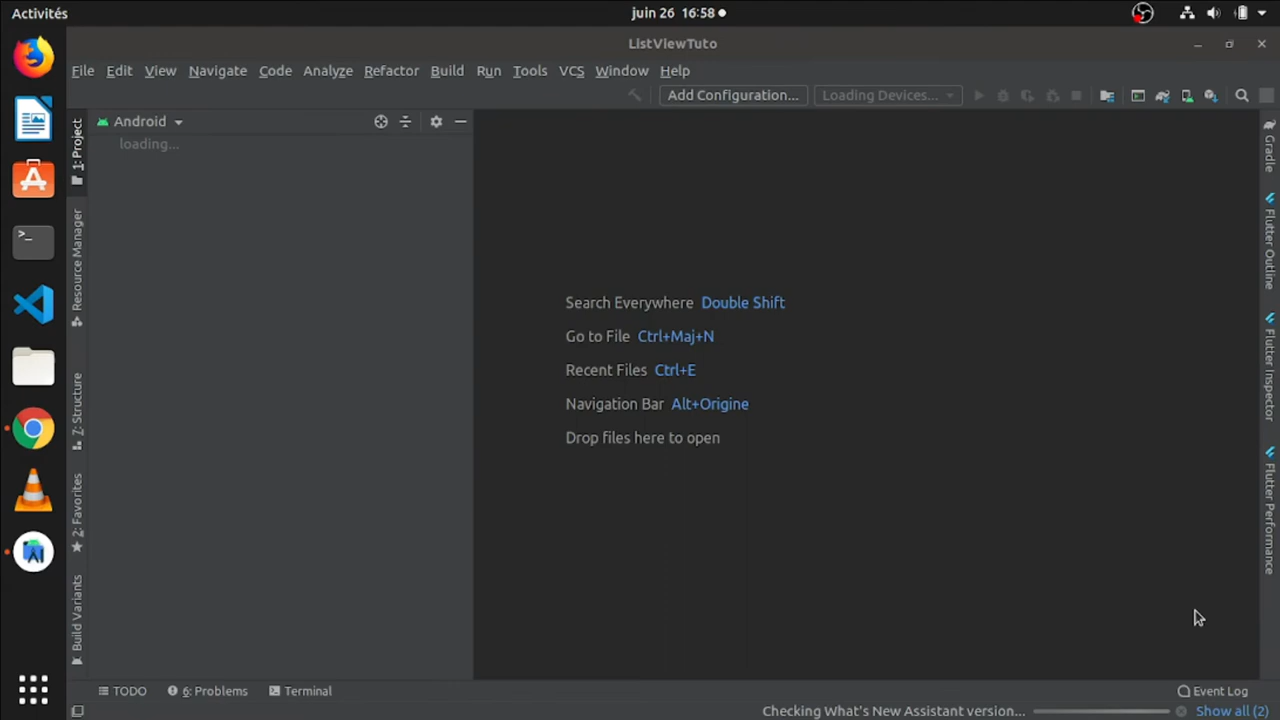 Activités
juin 26 16:58
ListViewTuto
File Edit View Navigate Code Analyze Refactor Build Run Tools VCS Window Help
Add Configuration... Loading Devices...
Android
loading...
1: Project
Resource Manager
7: Structure
2: Favorites
Build Variants
Search Everywhere Double Shift
Go to File Ctrl+Maj+N
Recent Files Ctrl+E
Navigation Bar Alt+Origine
Drop files here to open
Gradle
Flutter Outline
Flutter Inspector
Flutter Performance
TODO 6: Problems Terminal Event Log
Checking What's New Assistant version... Show all (2)